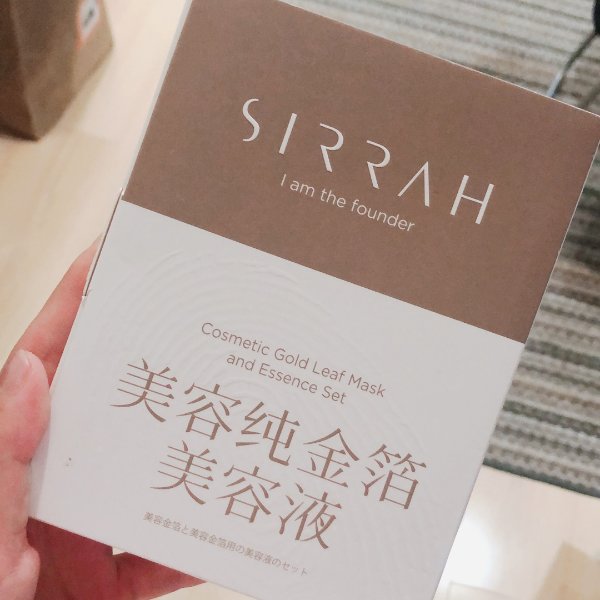 SIRRAH
I am the founder
Cosmetic Gold Leaf Mask
and Essence Set
美容纯金箔
美容液
美容金箔と美容金箔用の美容液のセット